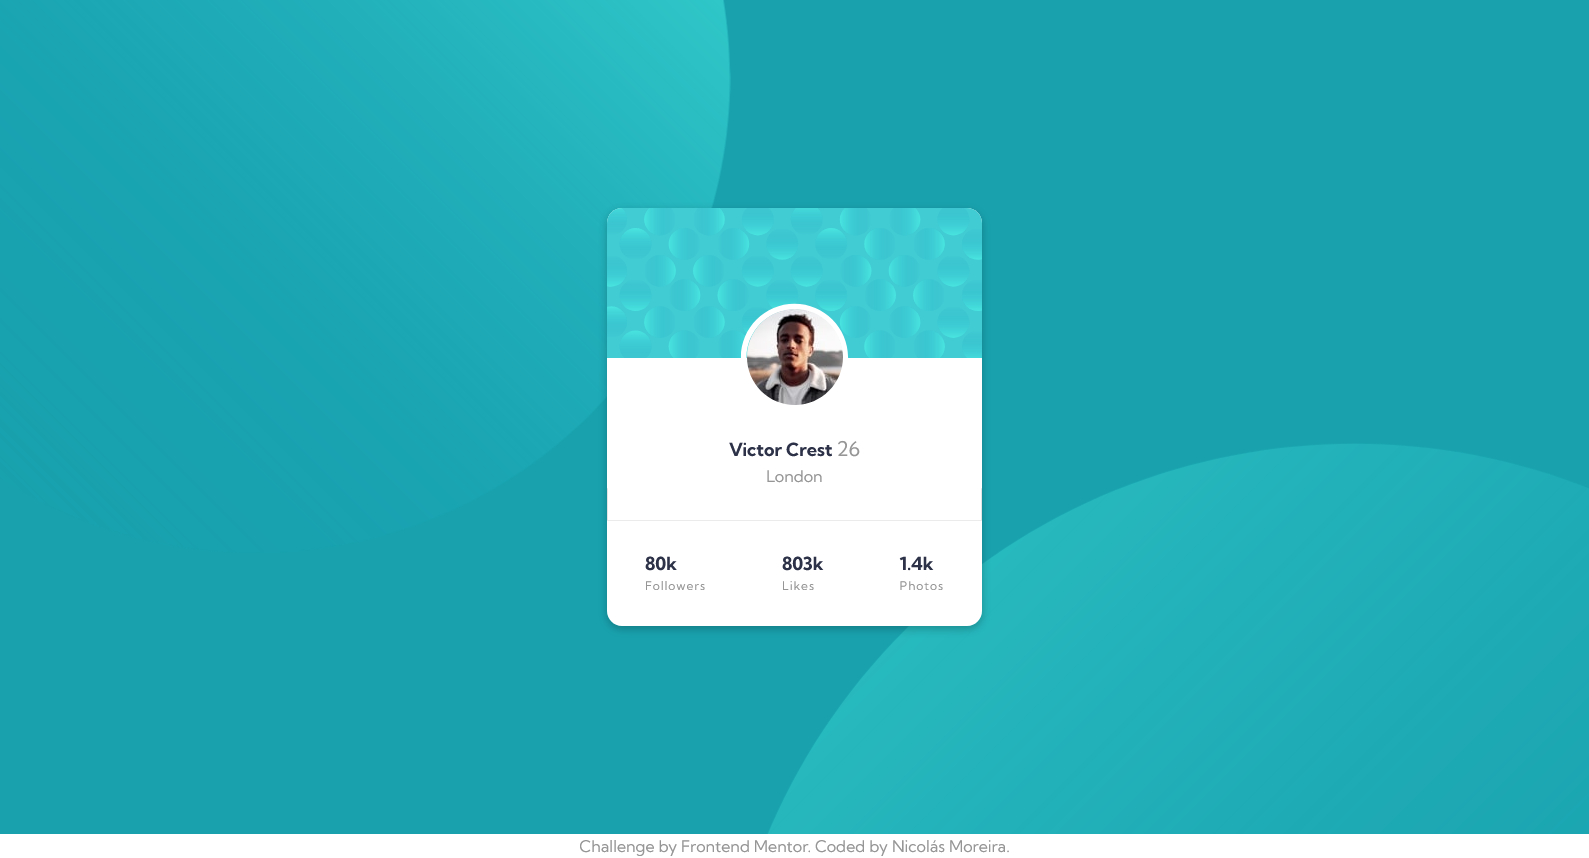 Victor Crest 26
London
80k 803k 1.4k
Followers Likes Photos
Challenge by Frontend Mentor. Coded by Nicolás Moreira.